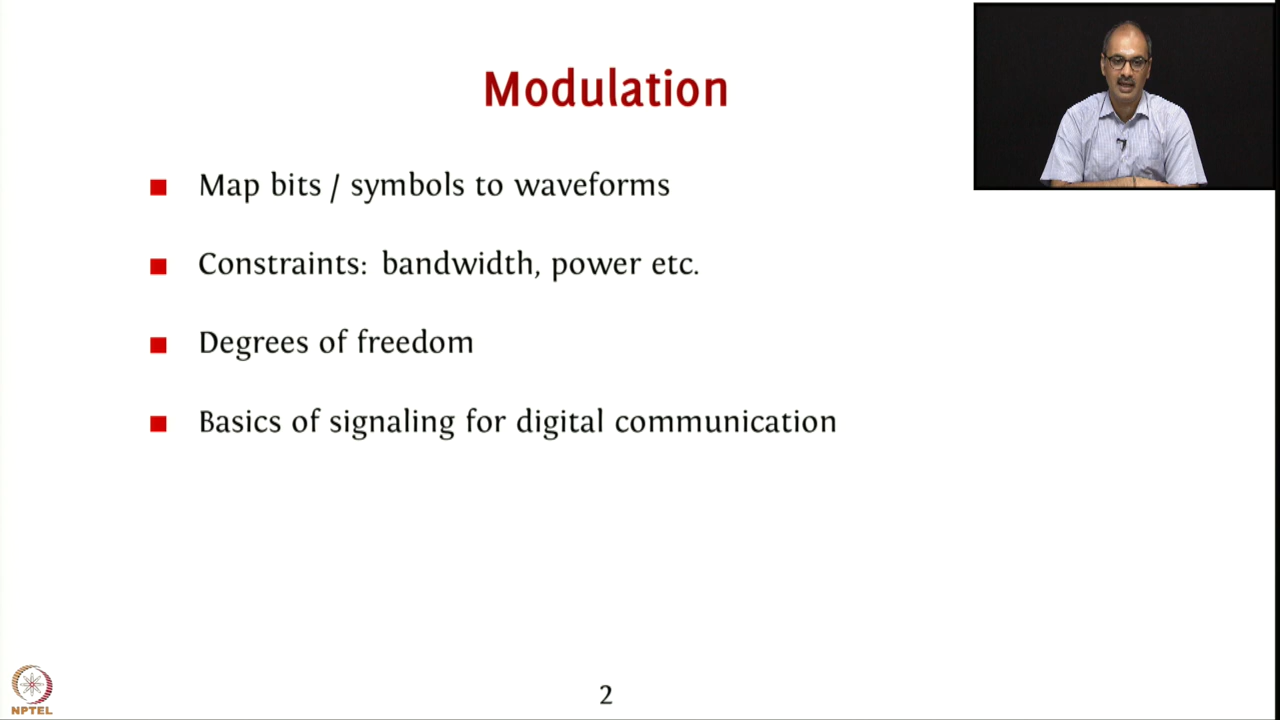 Modulation
Map bits / symbols to waveforms
Constraints: bandwidth, power etc.
Degrees of freedom
Basics of signaling for digital communication
2
NPTEL